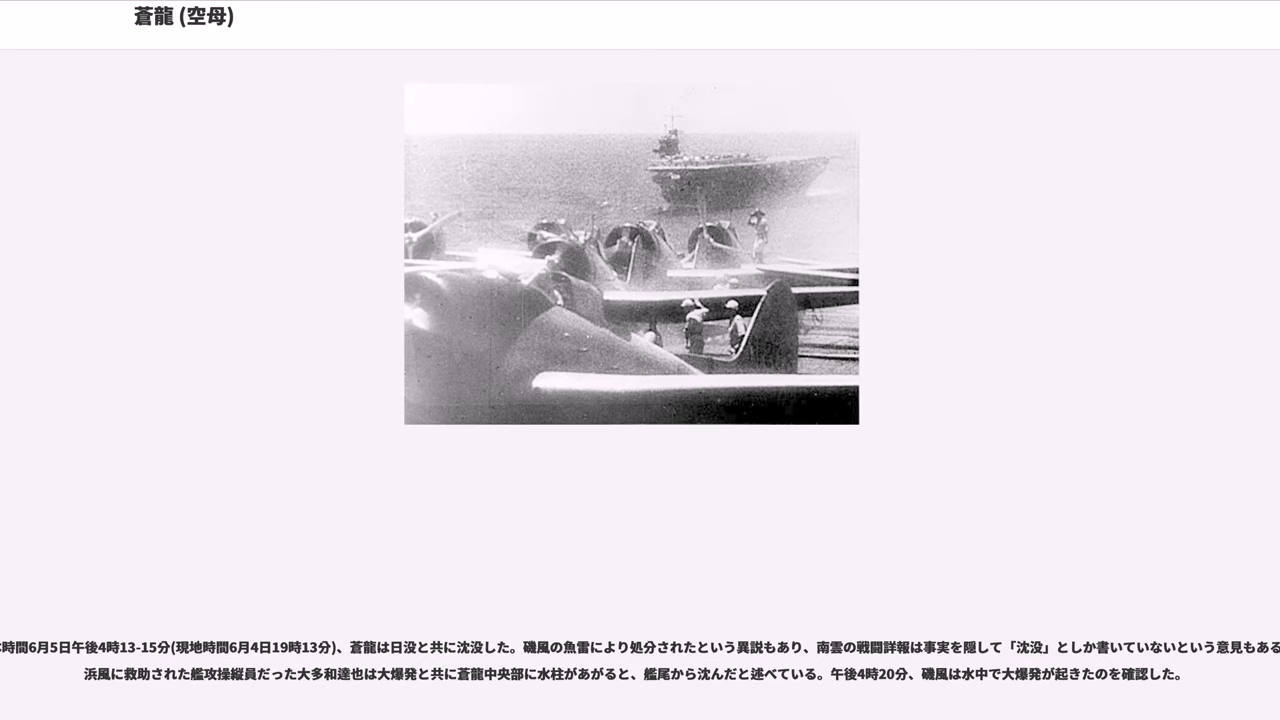 蒼龍 (空母)
時間6月5日午後4時13-15分(現地時間6月4日19時13分)、蒼龍は日没と共に沈没した。磯風の魚雷により処分されたという異説もあり、南雲の戦闘詳報は事実を隠して「沈没」としか書いていないという意見もある
浜風に救助された艦攻操縦員だった大多和達也は大爆発と共に蒼龍中央部に水柱があがると、艦尾から沈んだと述べている。午後4時20分、磯風は水中で大爆発が起きたのを確認した。